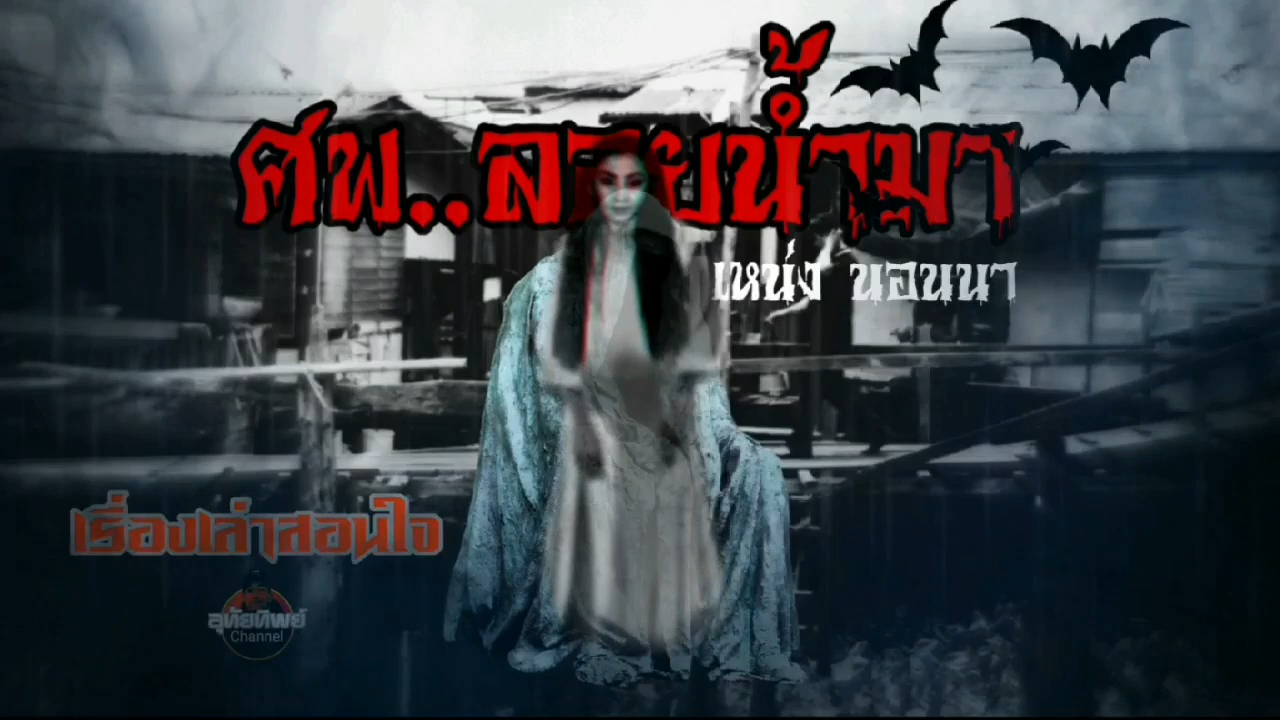 ศพ..ลอยน้ำมา
เหน่ง นอนนา
เรื่องเล่าสอนใจ
อุทัยทิพย์
Channel